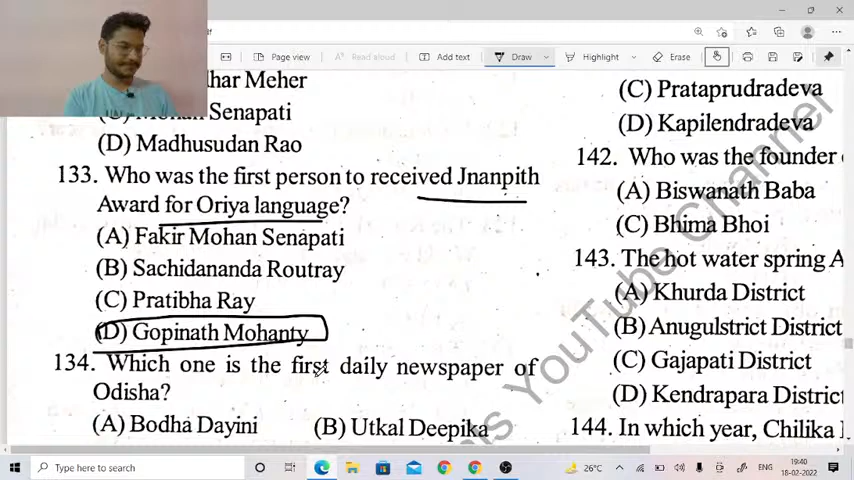 Page view
Read aloud
Add text
Draw
Highlight
Erase
dhar Meher
Mohan Senapati
(D) Madhusudan Rao
133. Who was the first person to received Jnanpith
Award for Oriya language?
(A) Fakir Mohan Senapati
(B) Sachidananda Routray
(C) Pratibha Ray
(D) Gopinath Mohanty
134. Which one is the first daily newspaper of
Odisha?
(A) Bodha Dayini (B) Utkal Deepika
(C) Prataprudradeva
(D) Kapilendradeva
142. Who was the founder
(A) Biswanath Baba
(C) Bhima Bhoi
143. The hot water spring A
(A) Khurda District
(B) Anugulstrict District
(C) Gajapati District
(D) Kendrapara District
144. In which year, Chilika
is YouTube Channel
Type here to search
26°C
ENG
19:40
18-02-2022